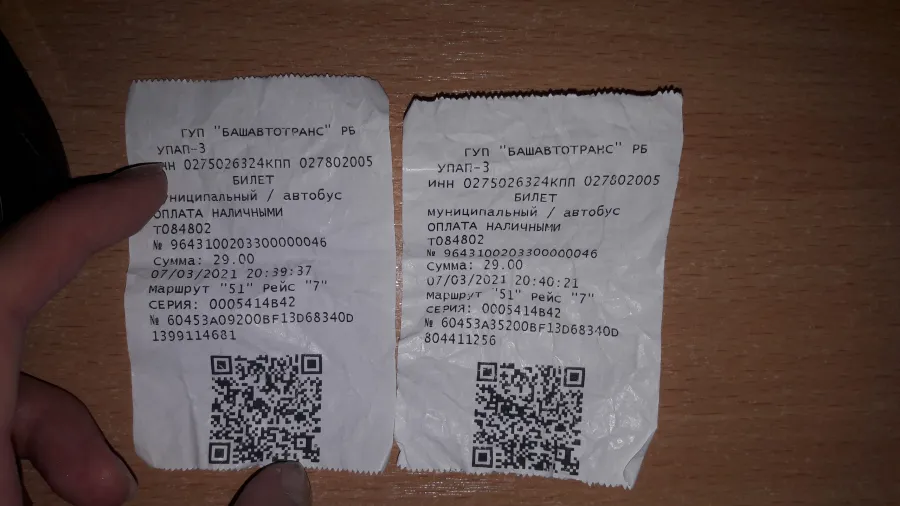 ГУП "БАШАВТОТРАНС" РБ
УПАП-3
ИНН 0275026324КПП 027802005
БИЛЕТ
муниципальный / автобус
ОПЛАТА НАЛИЧНЫМИ
Т084802
№ 9643100203300000046
Сумма: 29.00
07/03/2021 20:39:37
Маршрут "51" Рейс "7"
СЕРИЯ: 0005414В42
№ 60453A09200BF13D68340D
1399114681
ГУП "БАШАВТОТРАНС" РБ
УПАП-3
ИНН 0275026324КПП 027802005
БИЛЕТ
муниципальный / автобус
ОПЛАТА НАЛИЧНЫМИ
Т084802
№ 9643100203300000046
Сумма: 29.00
07/03/2021 20:40:21
Маршрут "51" Рейс "7"
СЕРИЯ: 0005414В42
№ 60453A35200BF13D68340D
804411256